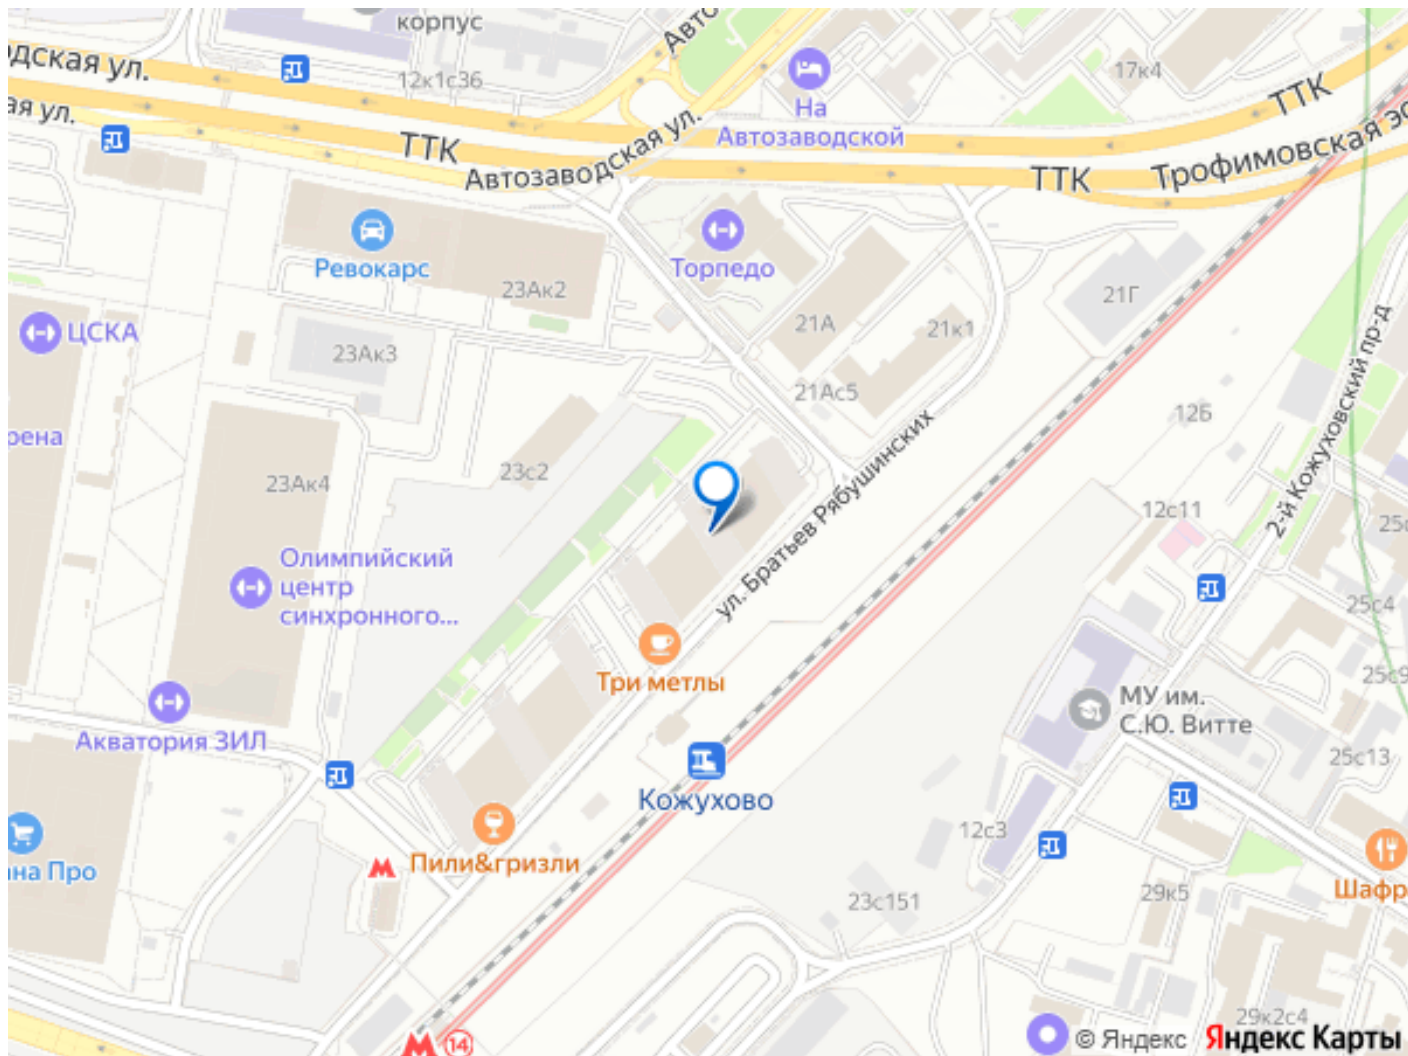 корпус
Авто
дская ул.
12к1с36
17к4
На
Автозаводской
ТТК
ая ул.
ТТК
Автозаводская ул.
ТТК
Трофимовская эс
Ревокарс
Торпедо
23Ак2
21Г
21А
21к1
ЦСКА
23Ак3
2-й Кожуховский пр-д
21Ас5
12б
рена
23с2
23Ак4
ул. Братьев Рябушинских
12с11
25с
Олимпийский
центр
синхронного...
25с4
Три метлы
25с9
МУ им.
С.Ю. Витте
Акватория ЗИЛ
25с13
Кожухово
12с3
Пили&гризли
на Про
Шафр
23с151
29к5
29к2с4
14
© Яндекс
Яндекс Карты